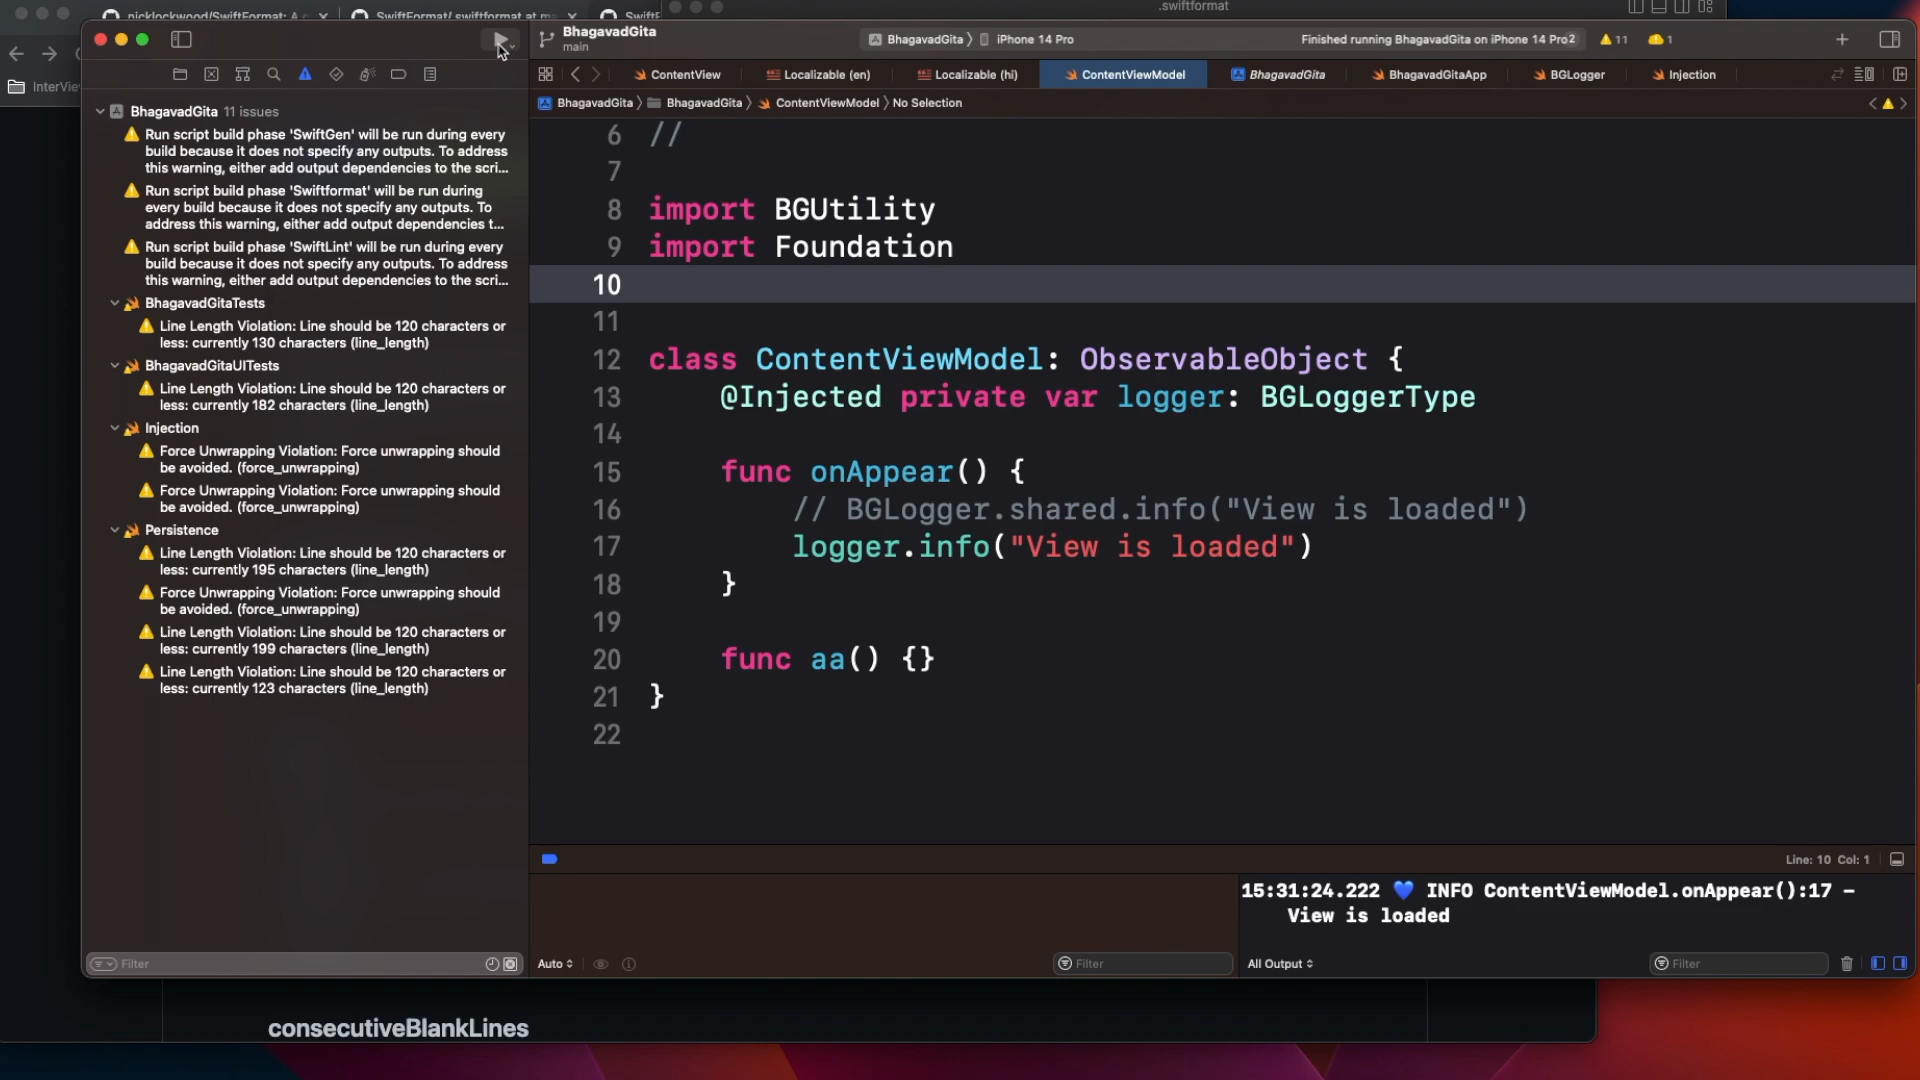 nicklockwood/SwiftFormat: A c
SwiftFormat/.swiftformat at ma
SwiftF
.swiftformat
InterVie
BhagavadGita
main
BhagavadGita
iPhone 14 Pro
Finished running BhagavadGita on iPhone 14 Pro 2
11
1
ContentView
Localizable (en)
Localizable (hi)
ContentViewModel
BhagavadGita
BhagavadGitaApp
BGLogger
Injection
BhagavadGita
BhagavadGita
ContentViewModel
No Selection
BhagavadGita 11 issues
Run script build phase 'SwiftGen' will be run during every
build because it does not specify any outputs. To address
this warning, either add output dependencies to the scri...
Run script build phase 'Swiftformat' will be run during
every build because it does not specify any outputs. To
address this warning, either add output dependencies t...
Run script build phase 'SwiftLint' will be run during every
build because it does not specify any outputs. To address
this warning, either add output dependencies to the scri...
BhagavadGitaTests
Line Length Violation: Line should be 120 characters or
less: currently 130 characters (line_length)
BhagavadGitaUITests
Line Length Violation: Line should be 120 characters or
less: currently 182 characters (line_length)
Injection
Force Unwrapping Violation: Force unwrapping should
be avoided. (force_unwrapping)
Force Unwrapping Violation: Force unwrapping should
be avoided. (force_unwrapping)
Persistence
Line Length Violation: Line should be 120 characters or
less: currently 195 characters (line_length)
Force Unwrapping Violation: Force unwrapping should
be avoided. (force_unwrapping)
Line Length Violation: Line should be 120 characters or
less: currently 199 characters (line_length)
Line Length Violation: Line should be 120 characters or
less: currently 123 characters (line_length)
Filter
6 //
7
8 import BGUtility
9 import Foundation
10
11
12 class ContentViewModel: ObservableObject {
13 @Injected private var logger: BGLoggerType
14
15 func onAppear() {
16 // BGLogger.shared.info("View is loaded")
17 logger.info("View is loaded")
18 }
19
20 func aa() {}
21 }
22
Line: 10 Col: 1
15:31:24.222 💙 INFO ContentViewModel.onAppear():17 -
View is loaded
Auto
Filter
All Output
Filter
consecutiveBlankLines